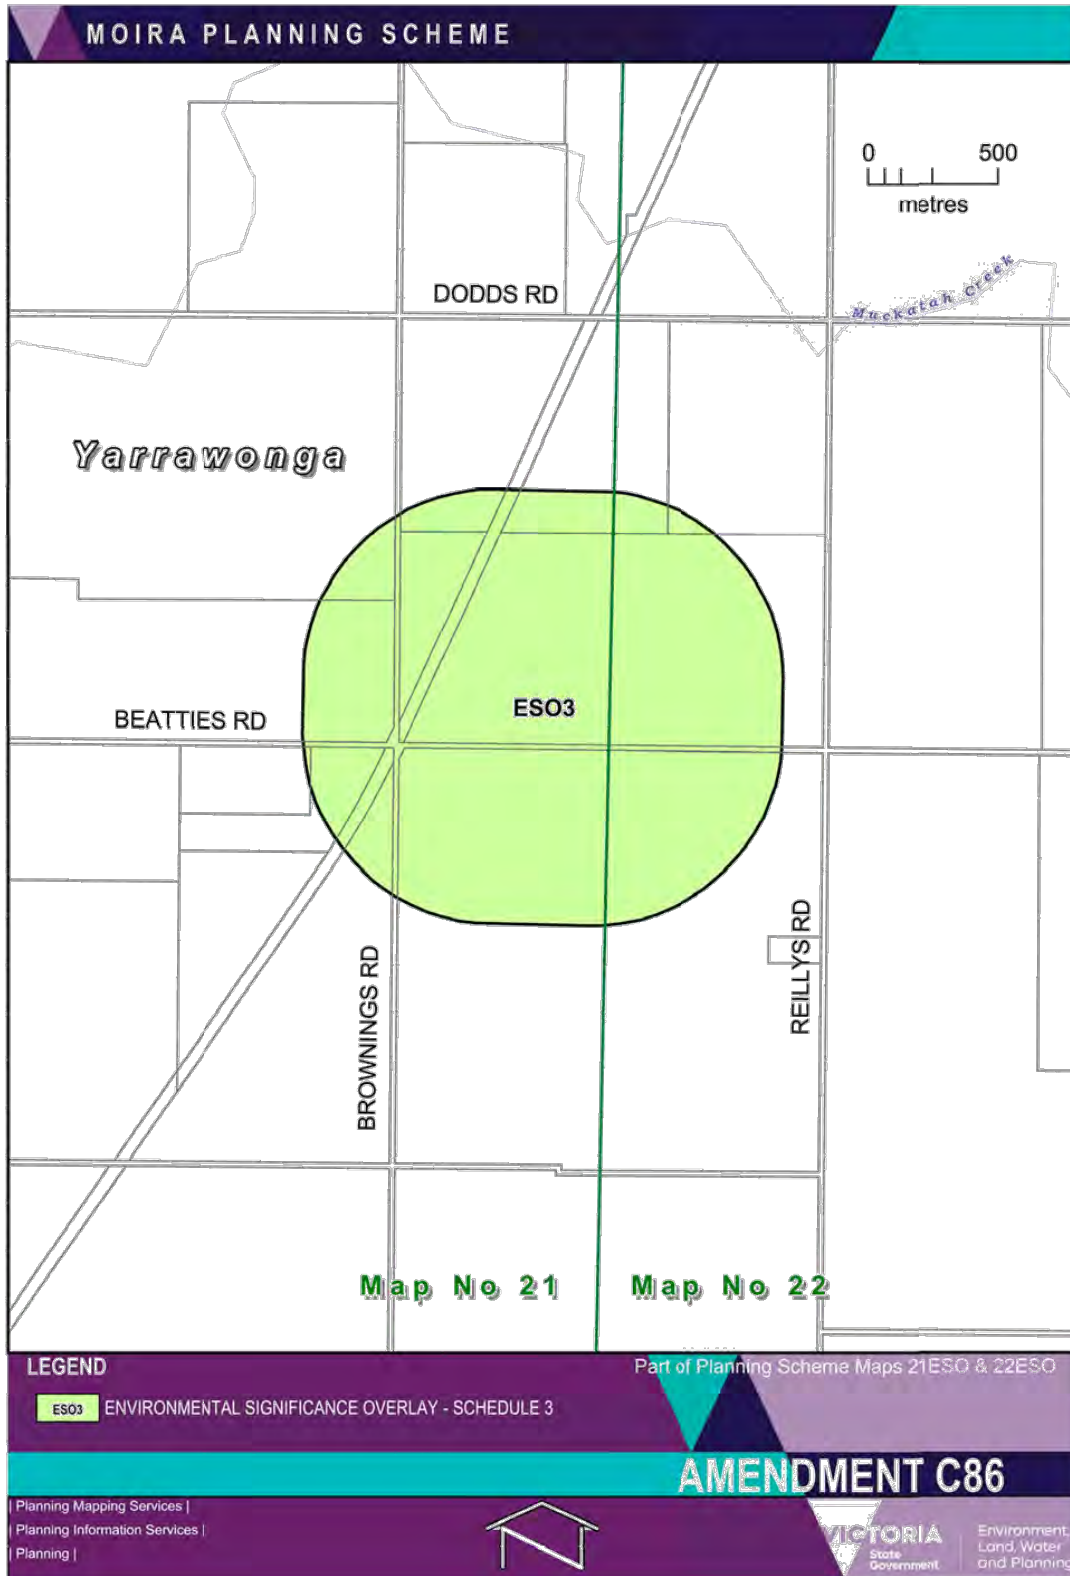 MOIRA PLANNING SCHEME
0 500
metres
Muckatah Creek
DODDS RD
Yarrawonga
ESO3
BEATTIES RD
REILLYS RD
BROWNINGS RD
Map No 21
Map No 22
LEGEND
Part of Planning Scheme Maps 21ESO & 22ESO
ESO3 ENVIRONMENTAL SIGNIFICANCE OVERLAY - SCHEDULE 3
AMENDMENT C86
| Planning Mapping Services |
| Planning Information Services |
| Planning |
VICTORIA
State
Government
Environment,
Land, Water
and Planning